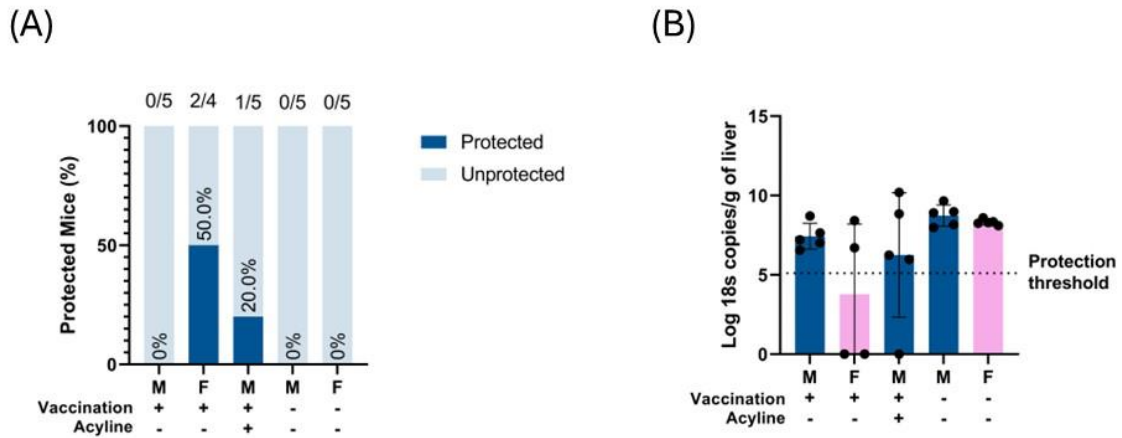 (A)
0/5 2/4 1/5 0/5 0/5
100
50
0
Protected Mice (%)
0% 50.0% 20.0% 0% 0%
M F M M F
Vaccination + + + - -
Acyline - - + - -
Protected
Unprotected
(B)
15
10
5
0
Log 18s copies/g of liver
Protection
threshold
M F M M F
Vaccination + + + - -
Acyline - - + - -